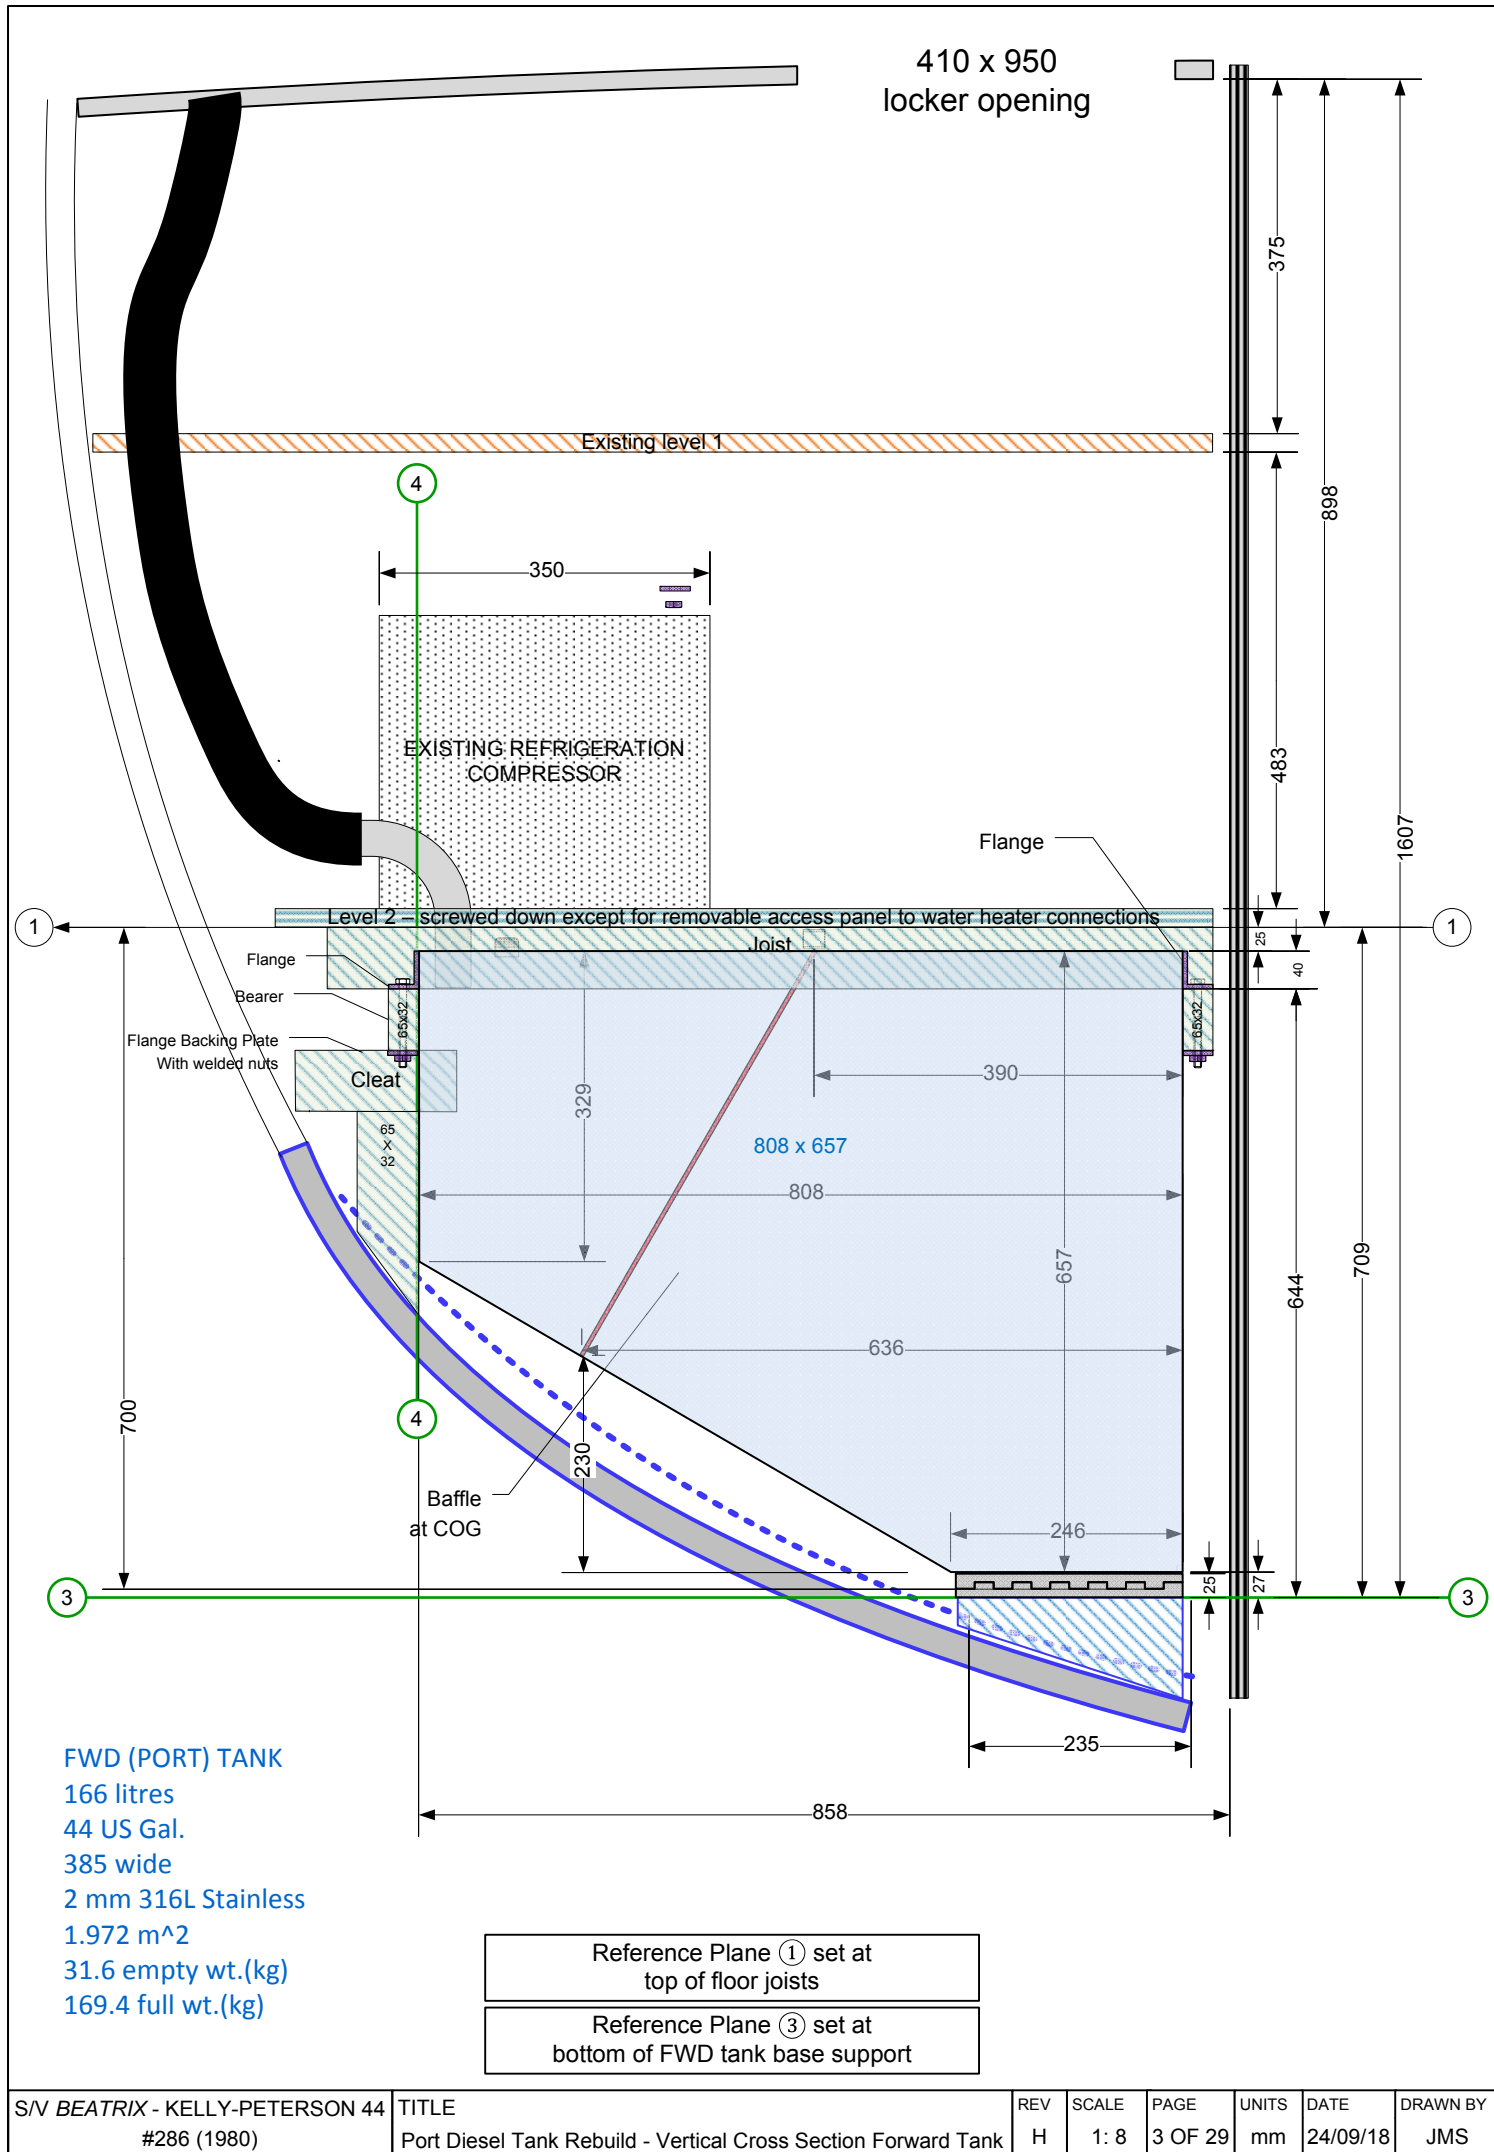 410 x 950
locker opening
375
Existing level 1
4
898
350
483
EXISTING REFRIGERATION
COMPRESSOR
1607
Flange
Level 2 – screwed down except for removable access panel to water heater connections
1
1
25
Joist
Flange
40
Bearer
65x32
65x32
Flange Backing Plate
With welded nuts
Cleat
390
329
65
X
32
808 x 657
808
657
709
644
636
700
4
230
Baffle
at COG
246
25
27
3
3
235
FWD (PORT) TANK
166 litres
44 US Gal.
385 wide
2 mm 316L Stainless
1.972 m^2
31.6 empty wt.(kg)
169.4 full wt.(kg)
858
Reference Plane ① set at
top of floor joists
Reference Plane ③ set at
bottom of FWD tank base support
S/V BEATRIX - KELLY-PETERSON 44
#286 (1980)
TITLE
Port Diesel Tank Rebuild - Vertical Cross Section Forward Tank
REV
H
SCALE
1: 8
PAGE
3 OF 29
UNITS
mm
DATE
24/09/18
DRAWN BY
JMS